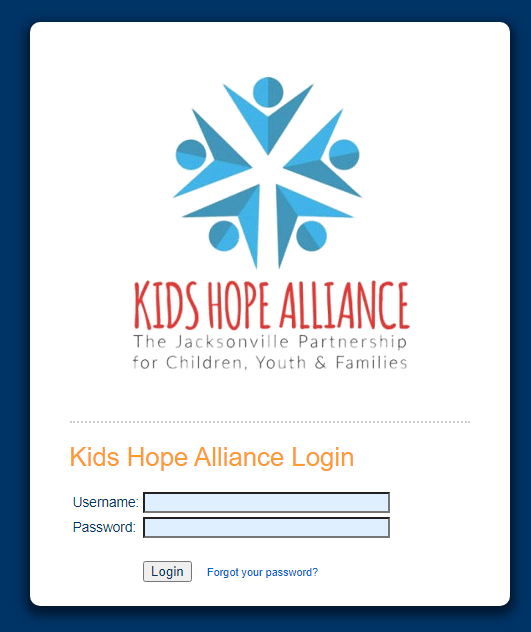 KIDS HOPE ALLIANCE
The Jacksonville Partnership
for Children, Youth & Families
Kids Hope Alliance Login
Username:
Password:
Login Forgot your password?